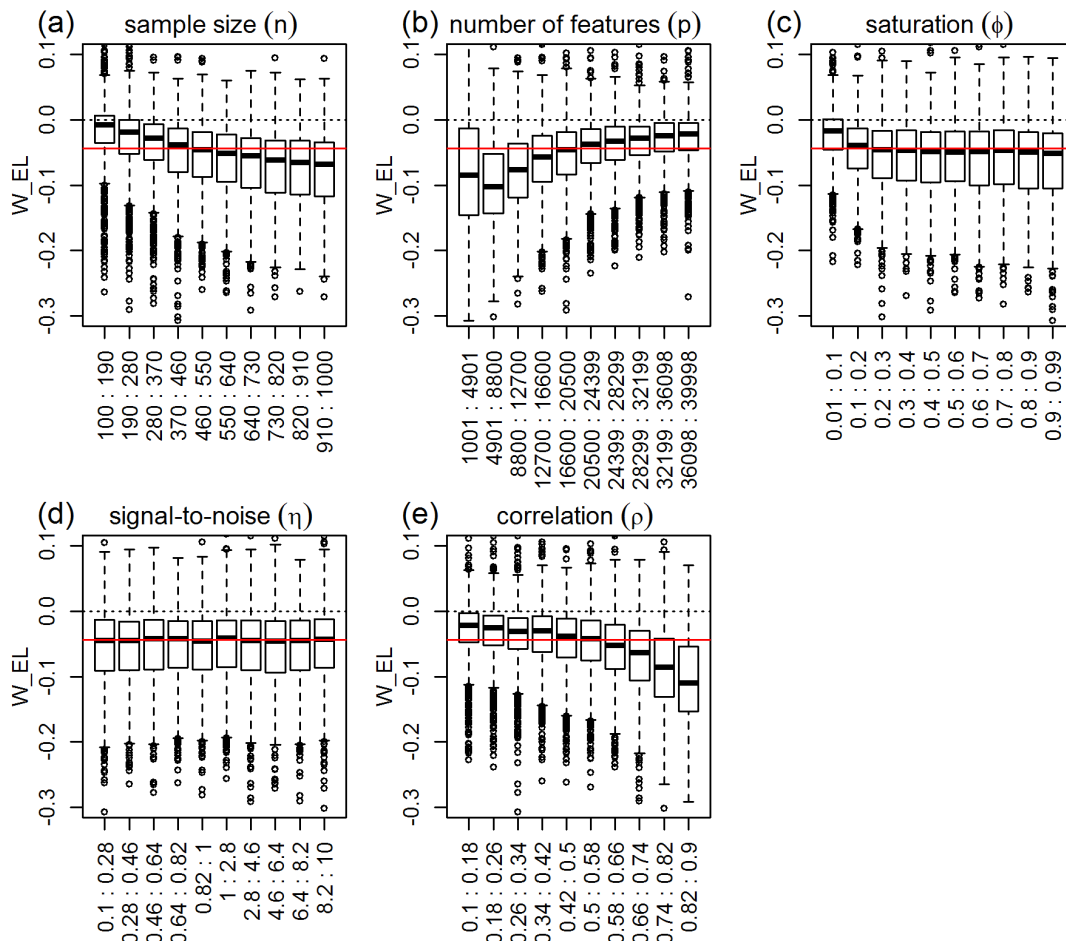 (a) sample size (n)
W_EL
0.1
0.0
-0.1
-0.2
-0.3
100 : 190
190 : 280
280 : 370
370 : 460
460 : 550
550 : 640
640 : 730
730 : 820
820 : 910
910 : 1000
(b) number of features (p)
W_EL
0.1
0.0
-0.1
-0.2
-0.3
1001 : 4901
4901 : 8800
8800 : 12700
12700 : 16600
16600 : 20500
20500 : 24399
24399 : 28299
28299 : 32199
32199 : 36098
36098 : 39998
(c) saturation (ϕ)
W_EL
0.1
0.0
-0.1
-0.2
-0.3
0.01 : 0.1
0.1 : 0.2
0.2 : 0.3
0.3 : 0.4
0.4 : 0.5
0.5 : 0.6
0.6 : 0.7
0.7 : 0.8
0.8 : 0.9
0.9 : 0.99
(d) signal-to-noise (η)
W_EL
0.1
0.0
-0.1
-0.2
-0.3
0.1 : 0.28
0.28 : 0.46
0.46 : 0.64
0.64 : 0.82
0.82 : 1
1 : 2.8
2.8 : 4.6
4.6 : 6.4
6.4 : 8.2
8.2 : 10
(e) correlation (ρ)
W_EL
0.1
0.0
-0.1
-0.2
-0.3
0.1 : 0.18
0.18 : 0.26
0.26 : 0.34
0.34 : 0.42
0.42 : 0.5
0.5 : 0.58
0.58 : 0.66
0.66 : 0.74
0.74 : 0.82
0.82 : 0.9